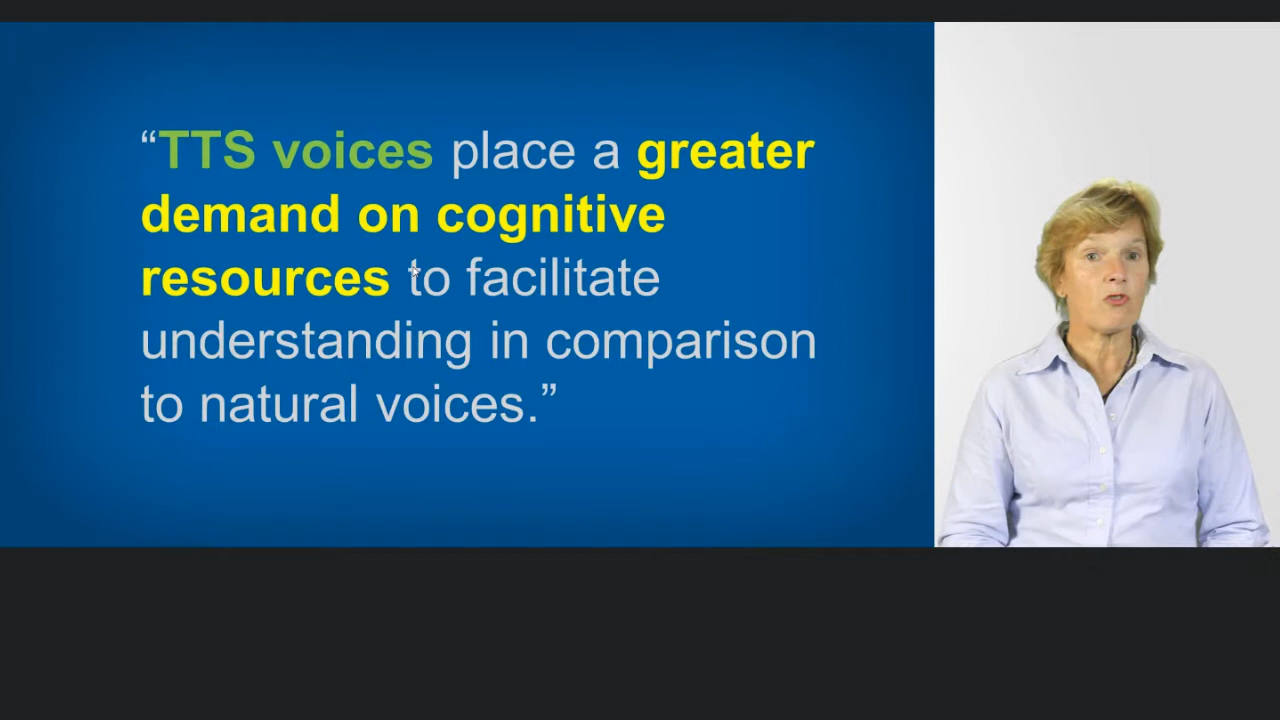 “TTS voices place a greater
demand on cognitive
resources to facilitate
understanding in comparison
to natural voices.”